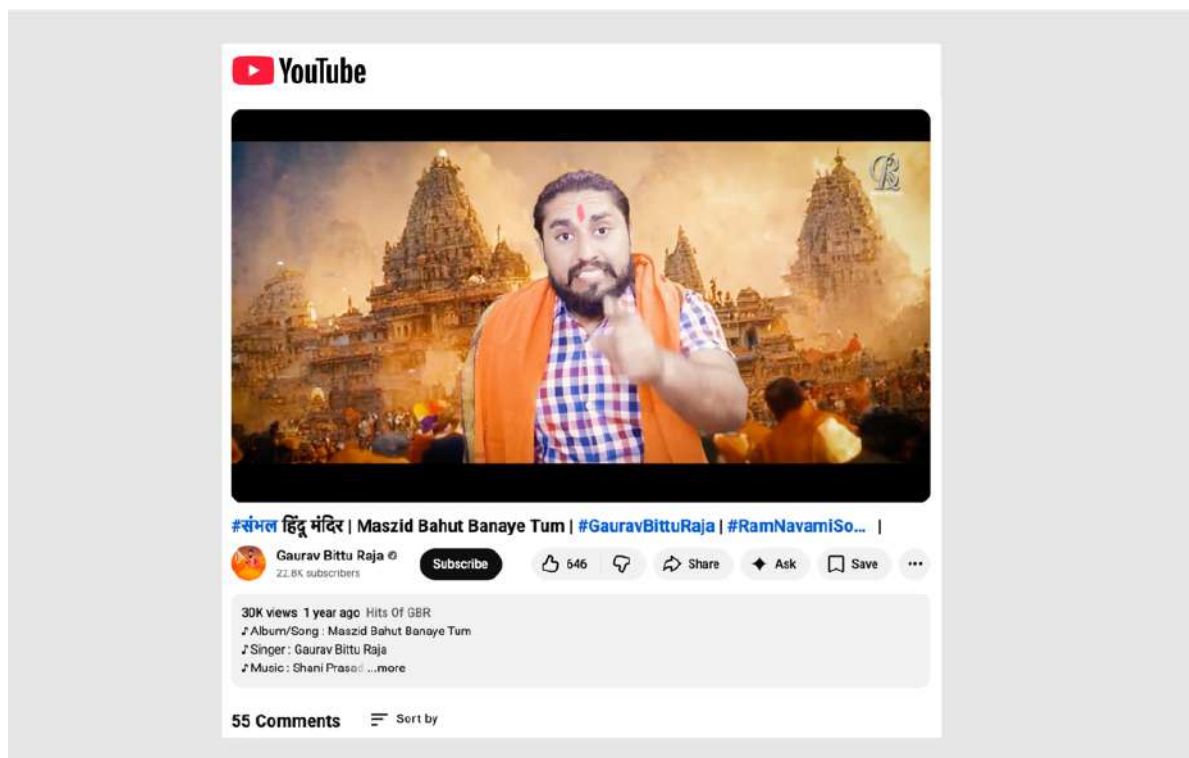 YouTube
#संभल हिंदू मंदिर | Maszid Bahut Banaye Tum | #GauravBittuRaja | #RamNavamiSo... |
Gaurav Bittu Raja
22.8K subscribers
Subscribe
646
Share
Ask
Save
...
30K views 1 year ago Hits Of GBR
♪ Album/Song : Maszid Bahut Banaye Tum
♪ Singer : Gaurav Bittu Raja
♪ Music : Shani Prasad ...more
55 Comments
Sort by